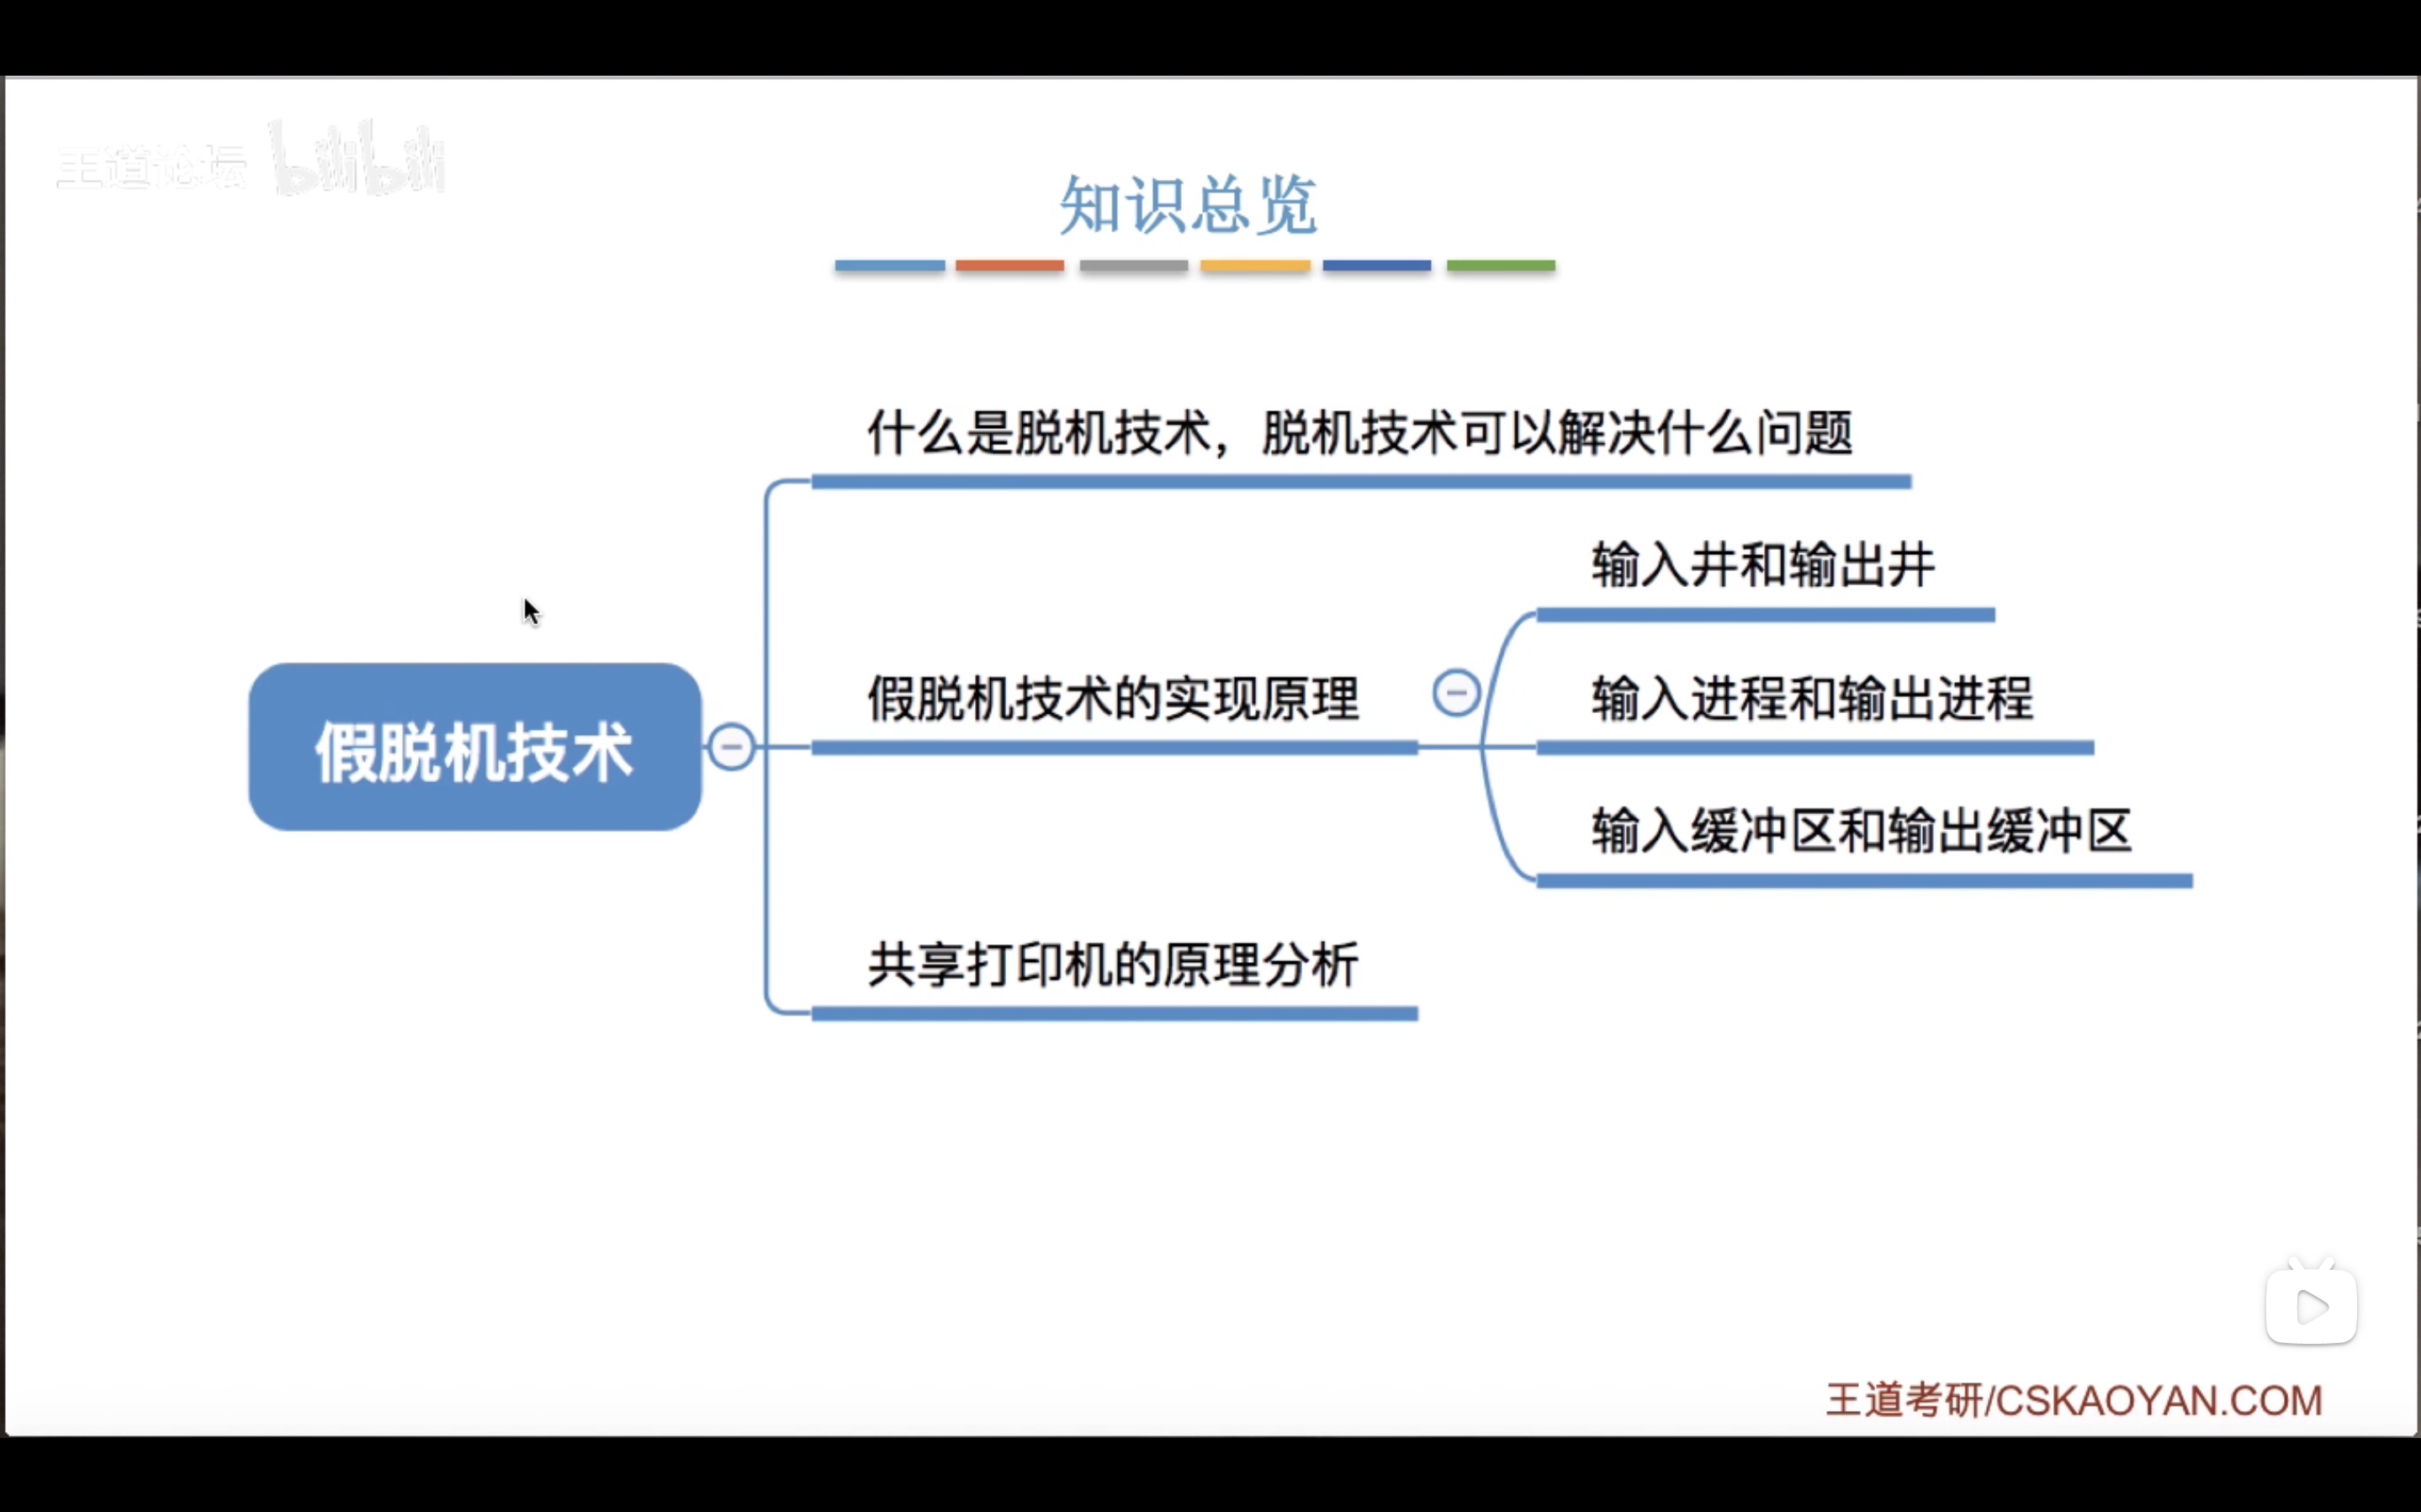 王道论坛 bilibili
知识总览
什么是脱机技术，脱机技术可以解决什么问题
输入井和输出井
假脱机技术的实现原理
输入进程和输出进程
假脱机技术
输入缓冲区和输出缓冲区
共享打印机的原理分析
王道考研/CSKAOYAN.COM